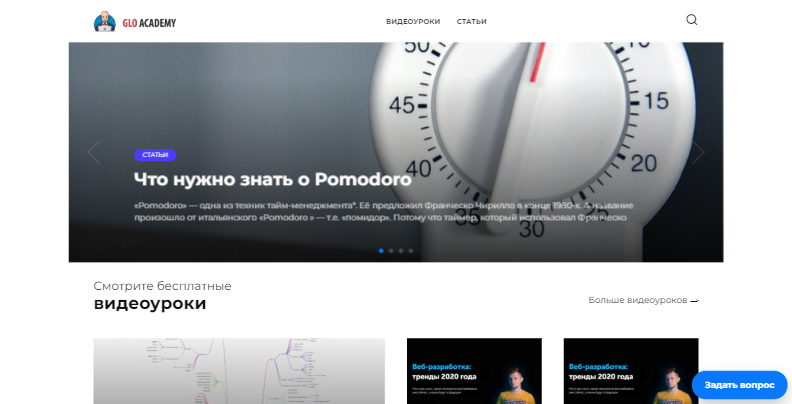 GLO ACADEMY
ВИДЕОУРОКИ
СТАТЬИ
50
45
15
40
20
35
30
СТАТЬИ
Что нужно знать о Pomodoro
«Pomodoro» — одна из техник тайм-менеджмента*. Её предложил Франческо Чирилло в конце 1980-х. А название
произошло от итальянского «Pomodoro » — т.е. «помидор». Потому что таймер, который использовал Франческо
Смотрите бесплатные
видеоуроки
Больше видеоуроков
Веб-разработка:
тренды 2020 года
Веб-разработка:
тренды 2020 года
Задать вопрос